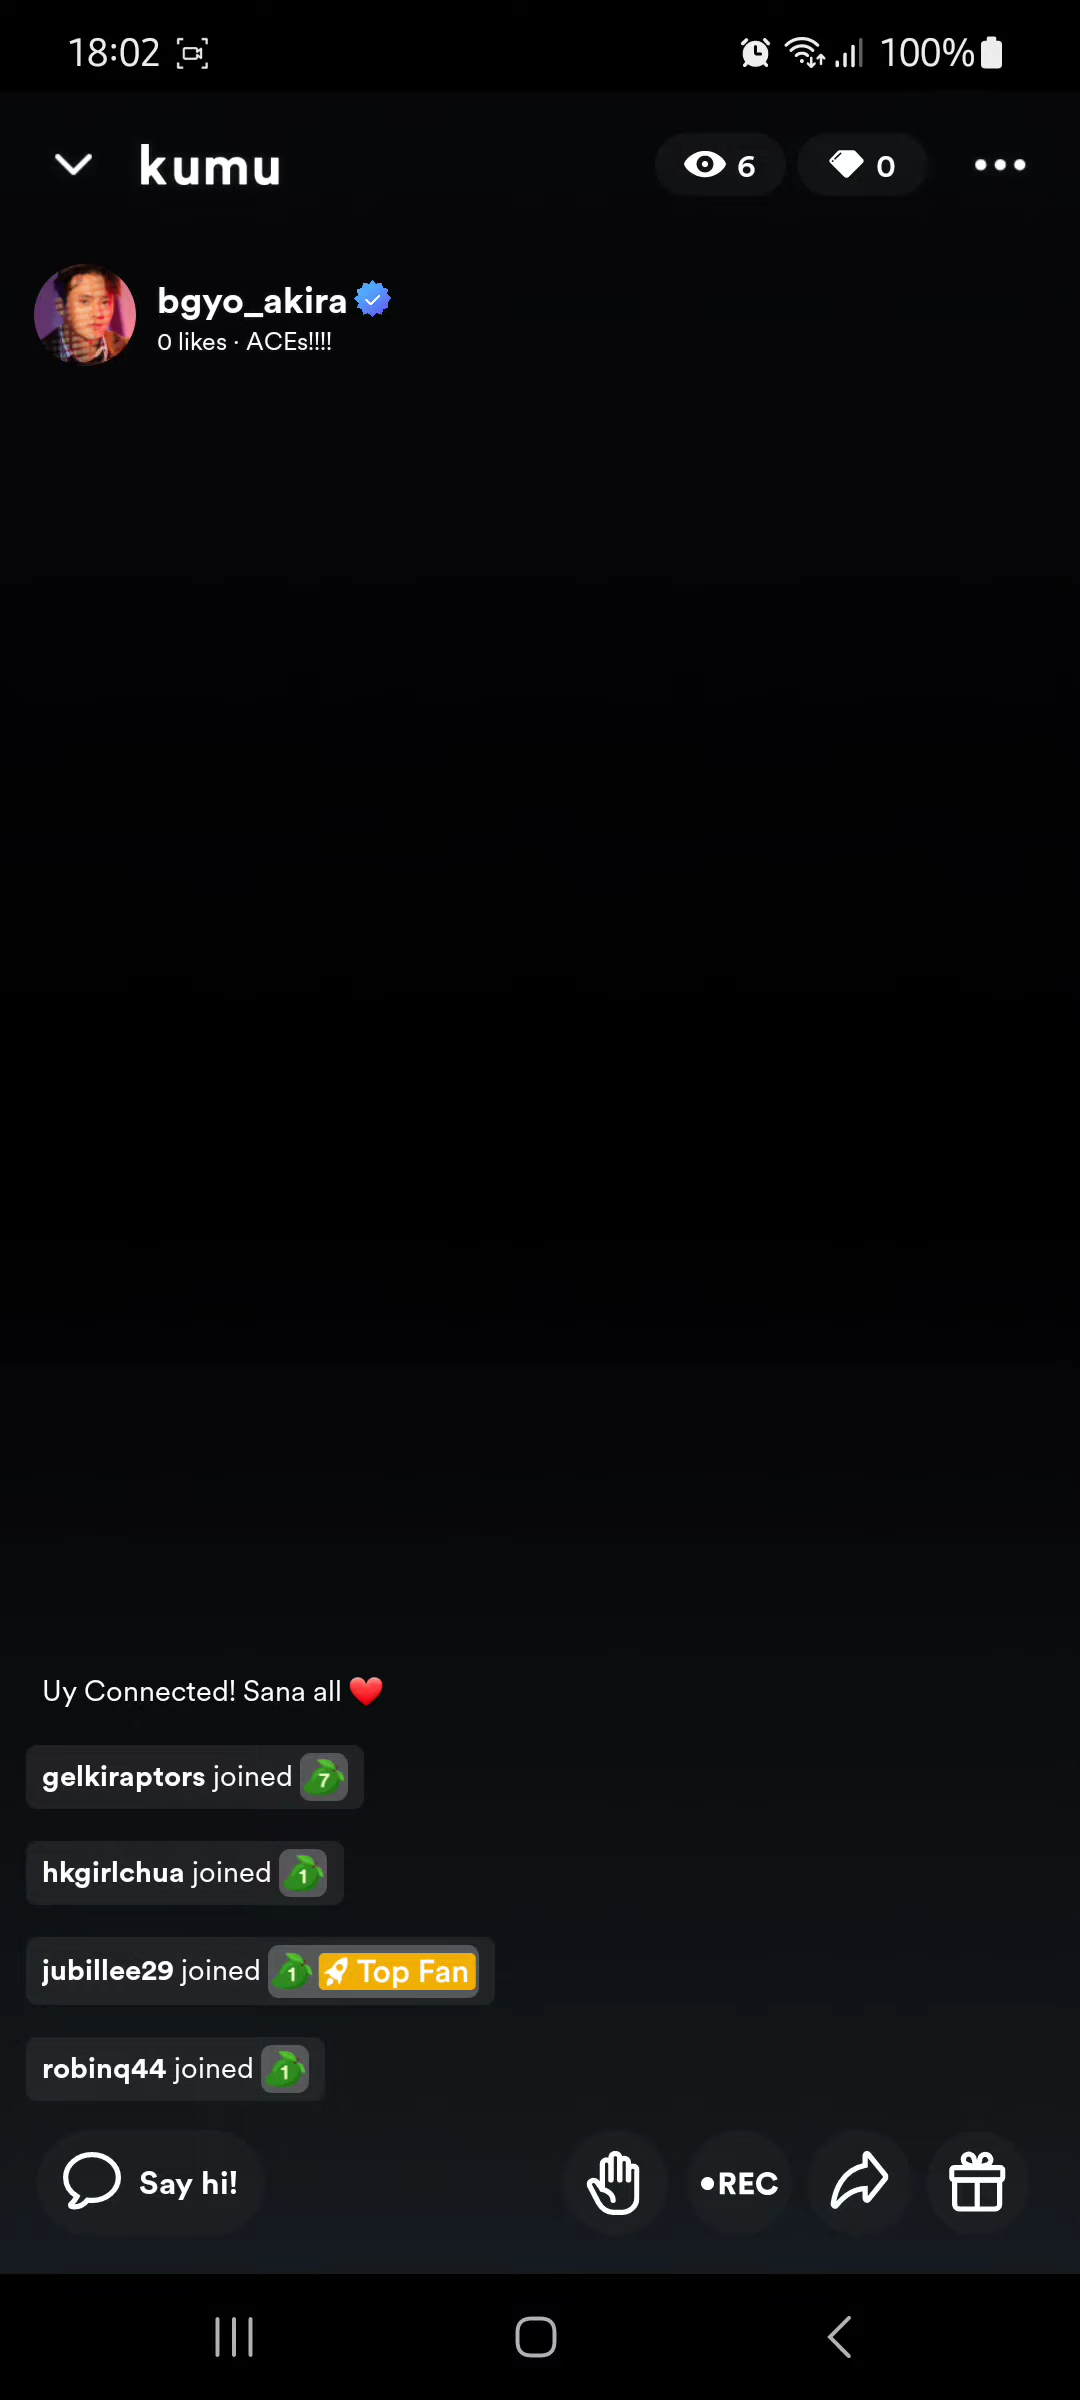 18:02
100%
kumu
6
0
bgyo_akira
0 likes · ACEs!!!!
Uy Connected! Sana all ❤️
gelkiraptors joined 7
hkgirlchua joined 1
jubillee29 joined 1 Top Fan
robinq44 joined 1
Say hi!
•REC